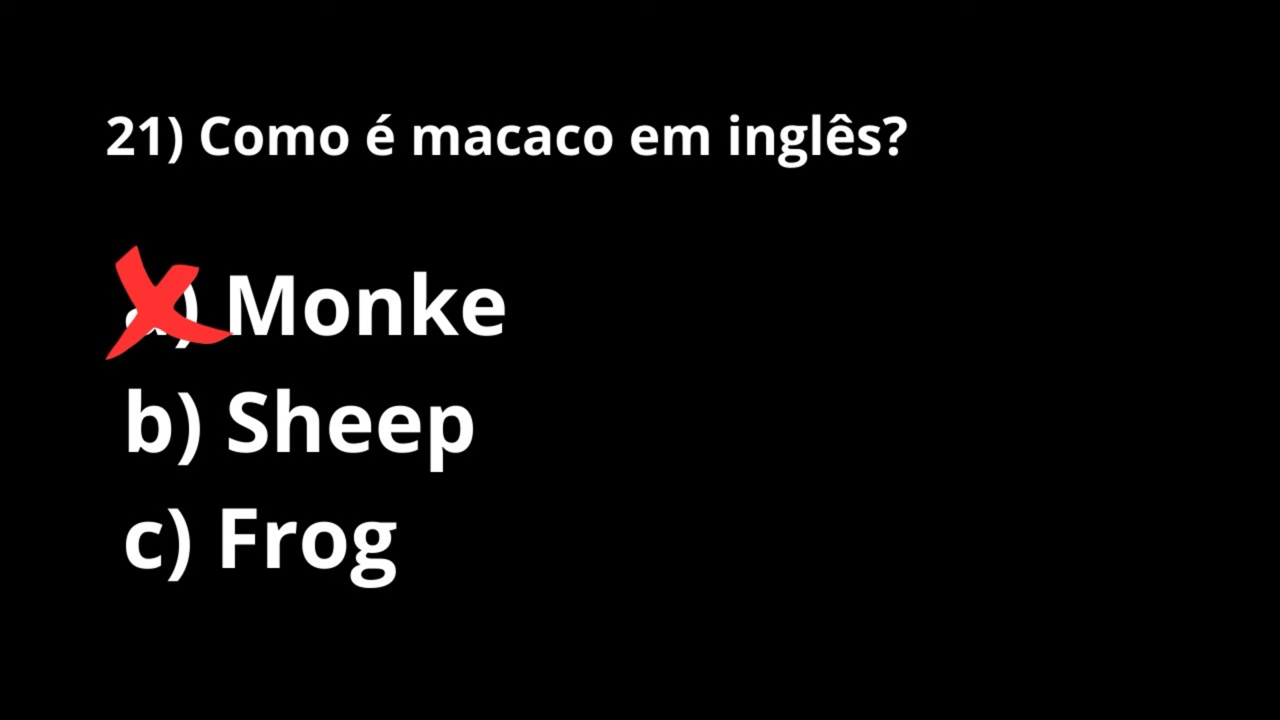 21) Como é macaco em inglês?
a) Monke
b) Sheep
c) Frog